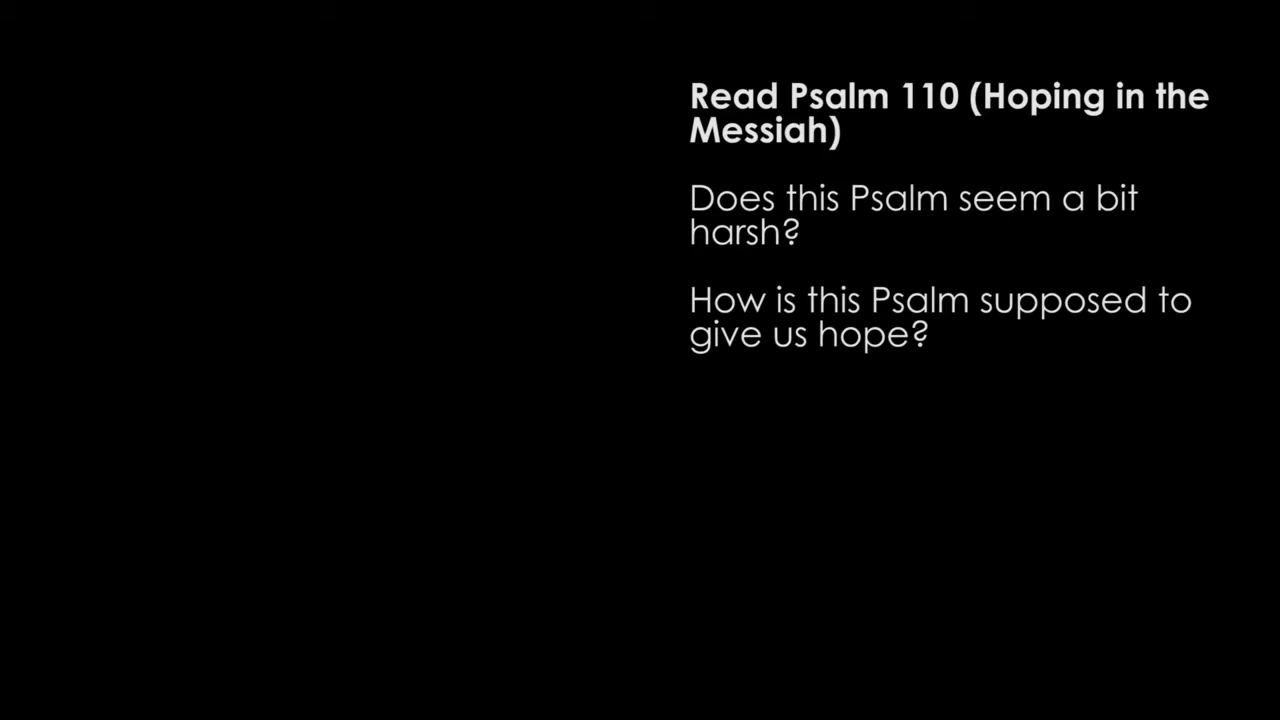 Read Psalm 110 (Hoping in the
Messiah)
Does this Psalm seem a bit
harsh?
How is this Psalm supposed to
give us hope?